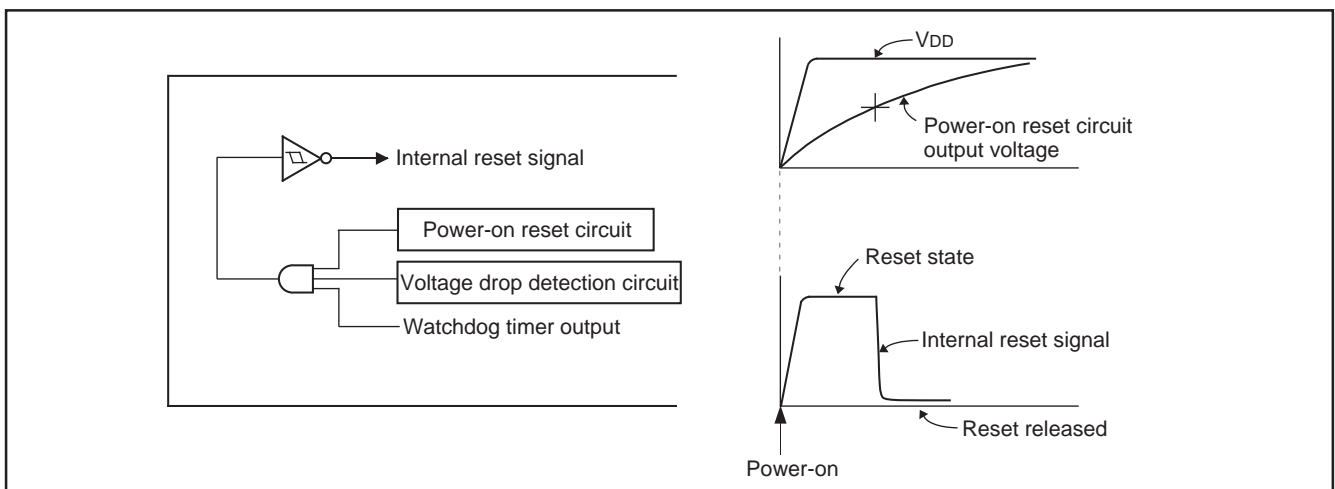 Internal reset signal
Power-on reset circuit
Voltage drop detection circuit
Watchdog timer output
VDD
Power-on reset circuit
output voltage
Reset state
Internal reset signal
Reset released
Power-on